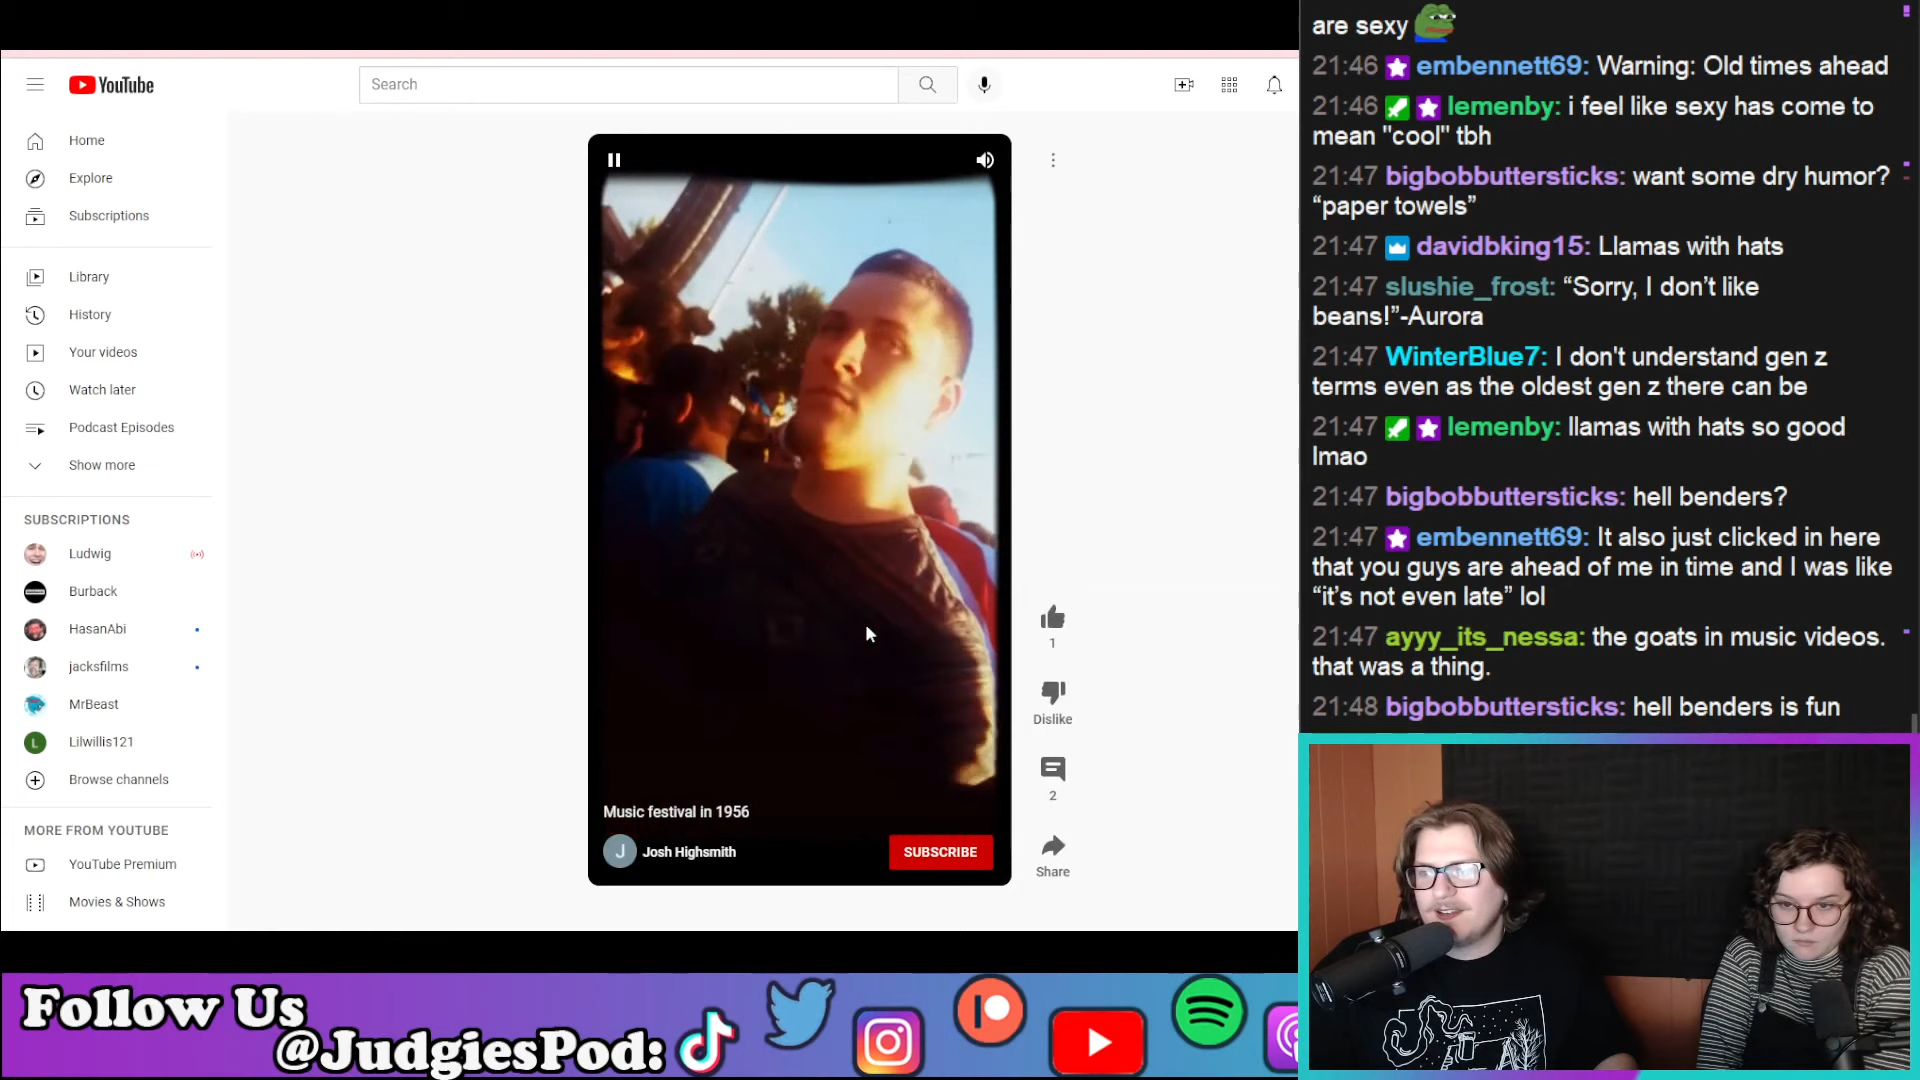 YouTube
Search
Home
Explore
Subscriptions
Library
History
Your videos
Watch later
Podcast Episodes
Show more
SUBSCRIPTIONS
Ludwig
Burback
HasanAbi
jacksfilms
MrBeast
L
Lilwillis121
Browse channels
MORE FROM YOUTUBE
YouTube Premium
Movies & Shows
Music festival in 1956
J
Josh Highsmith
SUBSCRIBE
1
Dislike
2
Share
are sexy
21:46 embennett69: Warning: Old times ahead
21:46 lemenby: i feel like sexy has come to
mean "cool" tbh
21:47 bigbobbuttersticks: want some dry humor?
“paper towels”
21:47 davidbking15: Llamas with hats
21:47 slushie_frost: “Sorry, I don’t like
beans!”-Aurora
21:47 WinterBlue7: I don't understand gen z
terms even as the oldest gen z there can be
21:47 lemenby: llamas with hats so good
lmao
21:47 bigbobbuttersticks: hell benders?
21:47 embennett69: It also just clicked in here
that you guys are ahead of me in time and I was like
“it’s not even late” lol
21:47 ayyy_its_nessa: the goats in music videos.
that was a thing.
21:48 bigbobbuttersticks: hell benders is fun
Follow Us
@JudgiesPod: